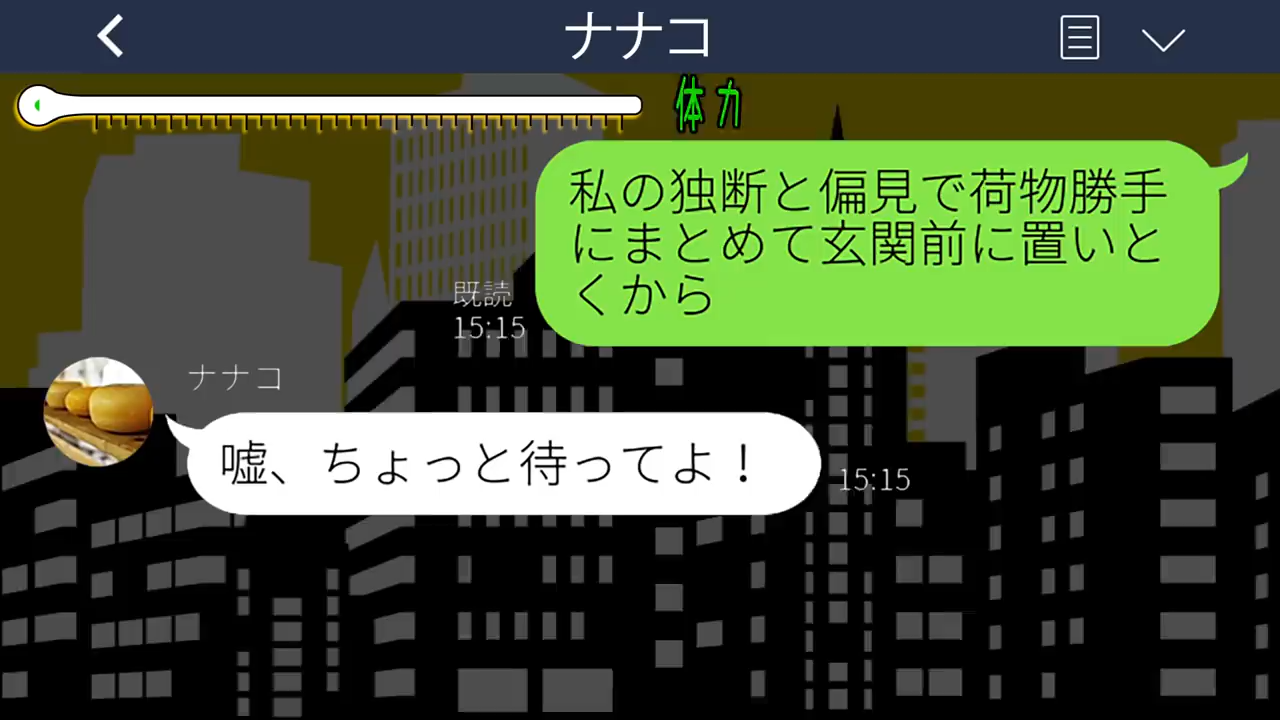 ナナコ
体力
私の独断と偏見で荷物勝手
にまとめて玄関前に置いと
くから
既読
15:15
ナナコ
嘘、ちょっと待ってよ!
15:15